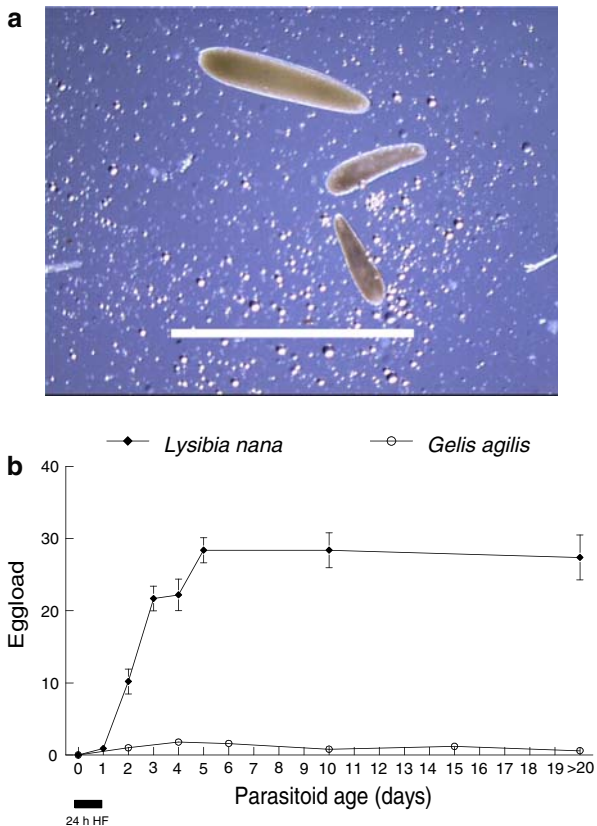 a
Lysibia nana
Gelis agilis
b
40
30
20
10
0
Eggload
0 1 2 3 4 5 6 7 8 9 10 11 12 13 14 15 16 17 18 19 >20
Parasitoid age (days)
24 h HF